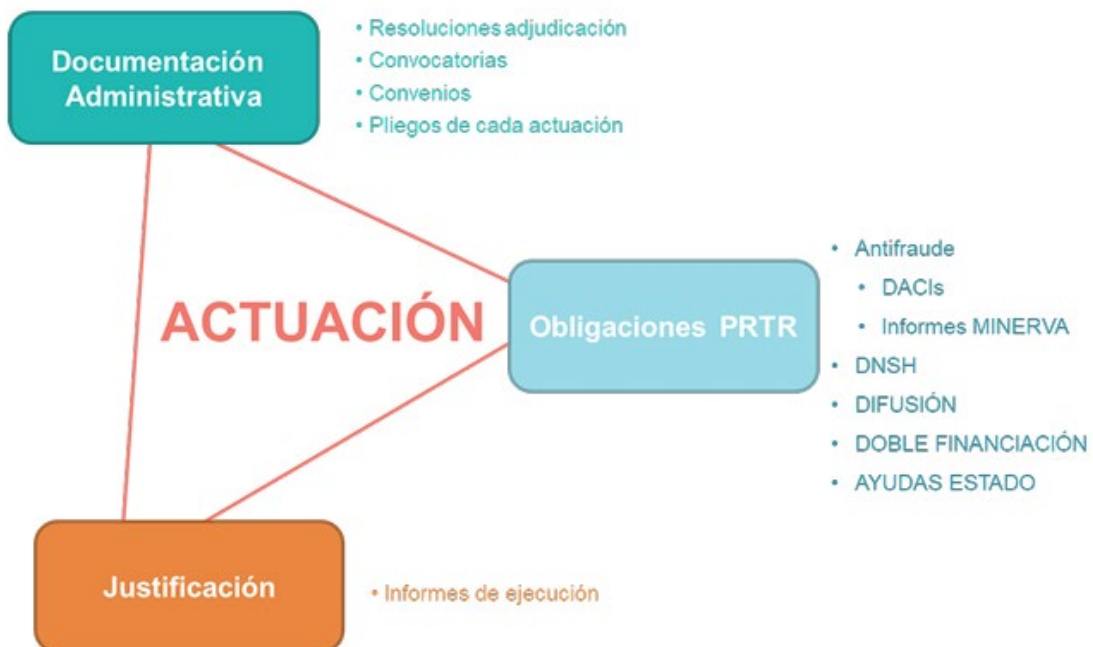 Documentación
Administrativa
• Resoluciones adjudicación
• Convocatorias
• Convenios
• Pliegos de cada actuación
ACTUACIÓN
Obligaciones PRTR
• Antifraude
• DACIs
• Informes MINERVA
• DNSH
• DIFUSIÓN
• DOBLE FINANCIACIÓN
• AYUDAS ESTADO
Justificación
• Informes de ejecución